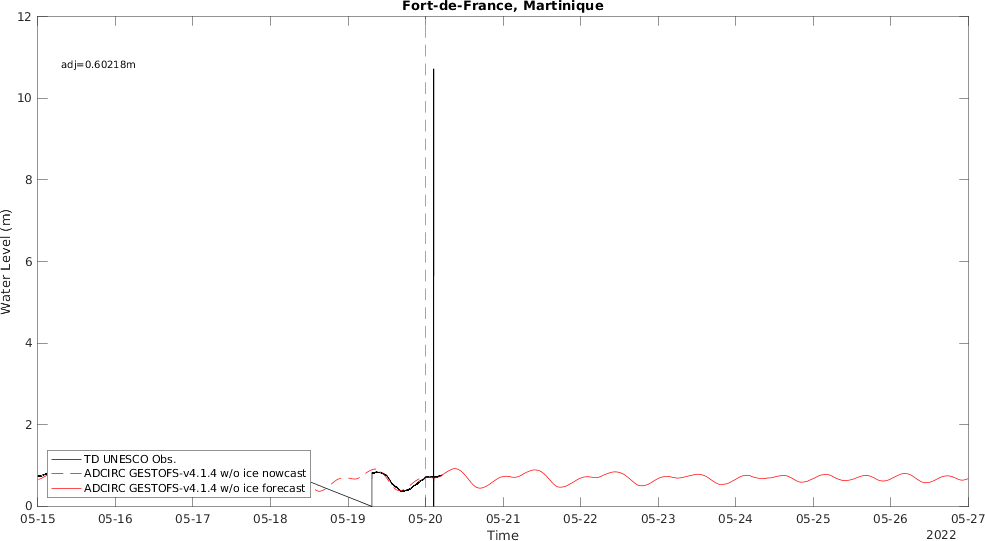 Fort-de-France, Martinique
12
adj=0.60218m
10
8
6
4
2
0
Water Level (m)
TD UNESCO Obs.
ADCIRC GESTOFS-v4.1.4 w/o ice nowcast
ADCIRC GESTOFS-v4.1.4 w/o ice forecast
05-15 05-16 05-17 05-18 05-19 05-20 05-21 05-22 05-23 05-24 05-25 05-26 05-27
Time
2022